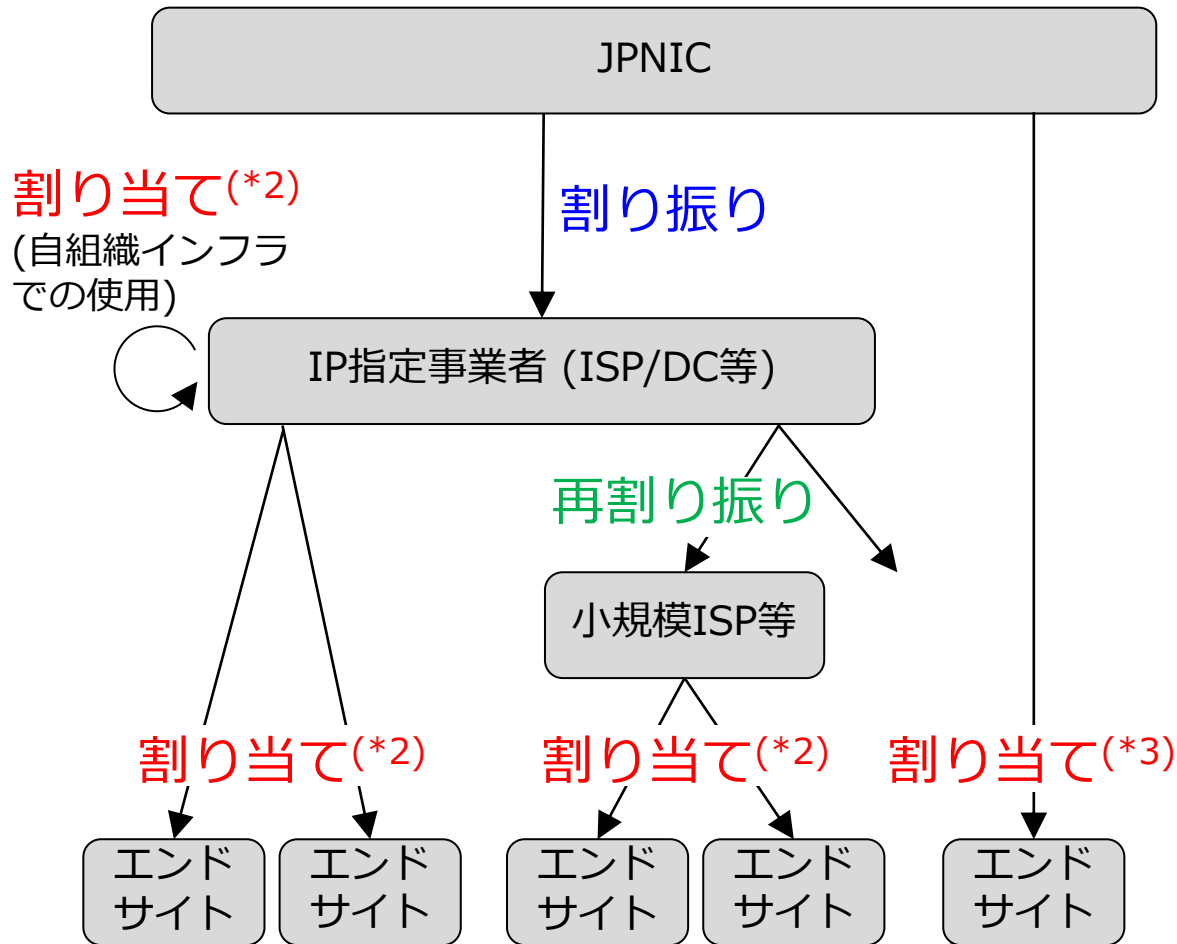 JPNIC
割り当て(*2)
(自組織インフラ
での使用)
割り振り
IP指定事業者 (ISP/DC等)
再割り振り
小規模ISP等
割り当て(*2)
割り当て(*2)
割り当て(*3)
エンド
サイト
エンド
サイト
エンド
サイト
エンド
サイト
エンド
サイト